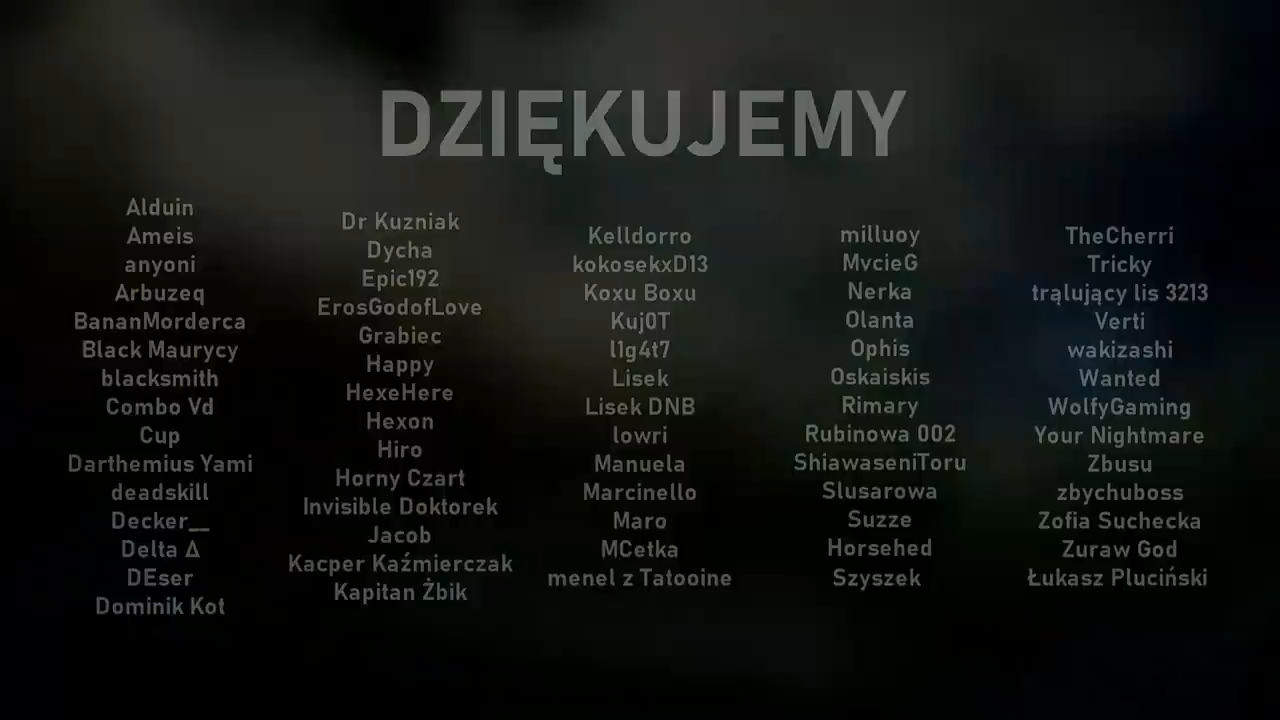 DZIĘKUJEMY
Alduin
Ameis
anyoni
Arbuzeq
BananMorderca
Black Maurycy
blacksmith
Combo Vd
Cup
Darthemius Yami
deadskill
Decker__
Delta Δ
DEser
Dominik Kot
Dr Kuzniak
Dycha
Epic192
ErosGodofLove
Grabiec
Happy
HexeHere
Hexon
Hiro
Horny Czart
Invisible Doktorek
Jacob
Kacper Kaźmierczak
Kapitan Żbik
Kelldorro
kokosekxD13
Koxu Boxu
Kuj0T
l1g4t7
Lisek
Lisek DNB
lowri
Manuela
Marcinello
Maro
MCetka
menel z Tatooine
milluoy
MvcieG
Nerka
Olanta
Ophis
Oskaiskis
Rimary
Rubinowa 002
ShiawaseniToru
Slusarowa
Suzze
Horsehed
Szyszek
TheCherri
Tricky
trąlujący lis 3213
Verti
wakizashi
Wanted
WolfyGaming
Your Nightmare
Zbusu
zbychuboss
Zofia Suchecka
Zuraw God
Łukasz Pluciński